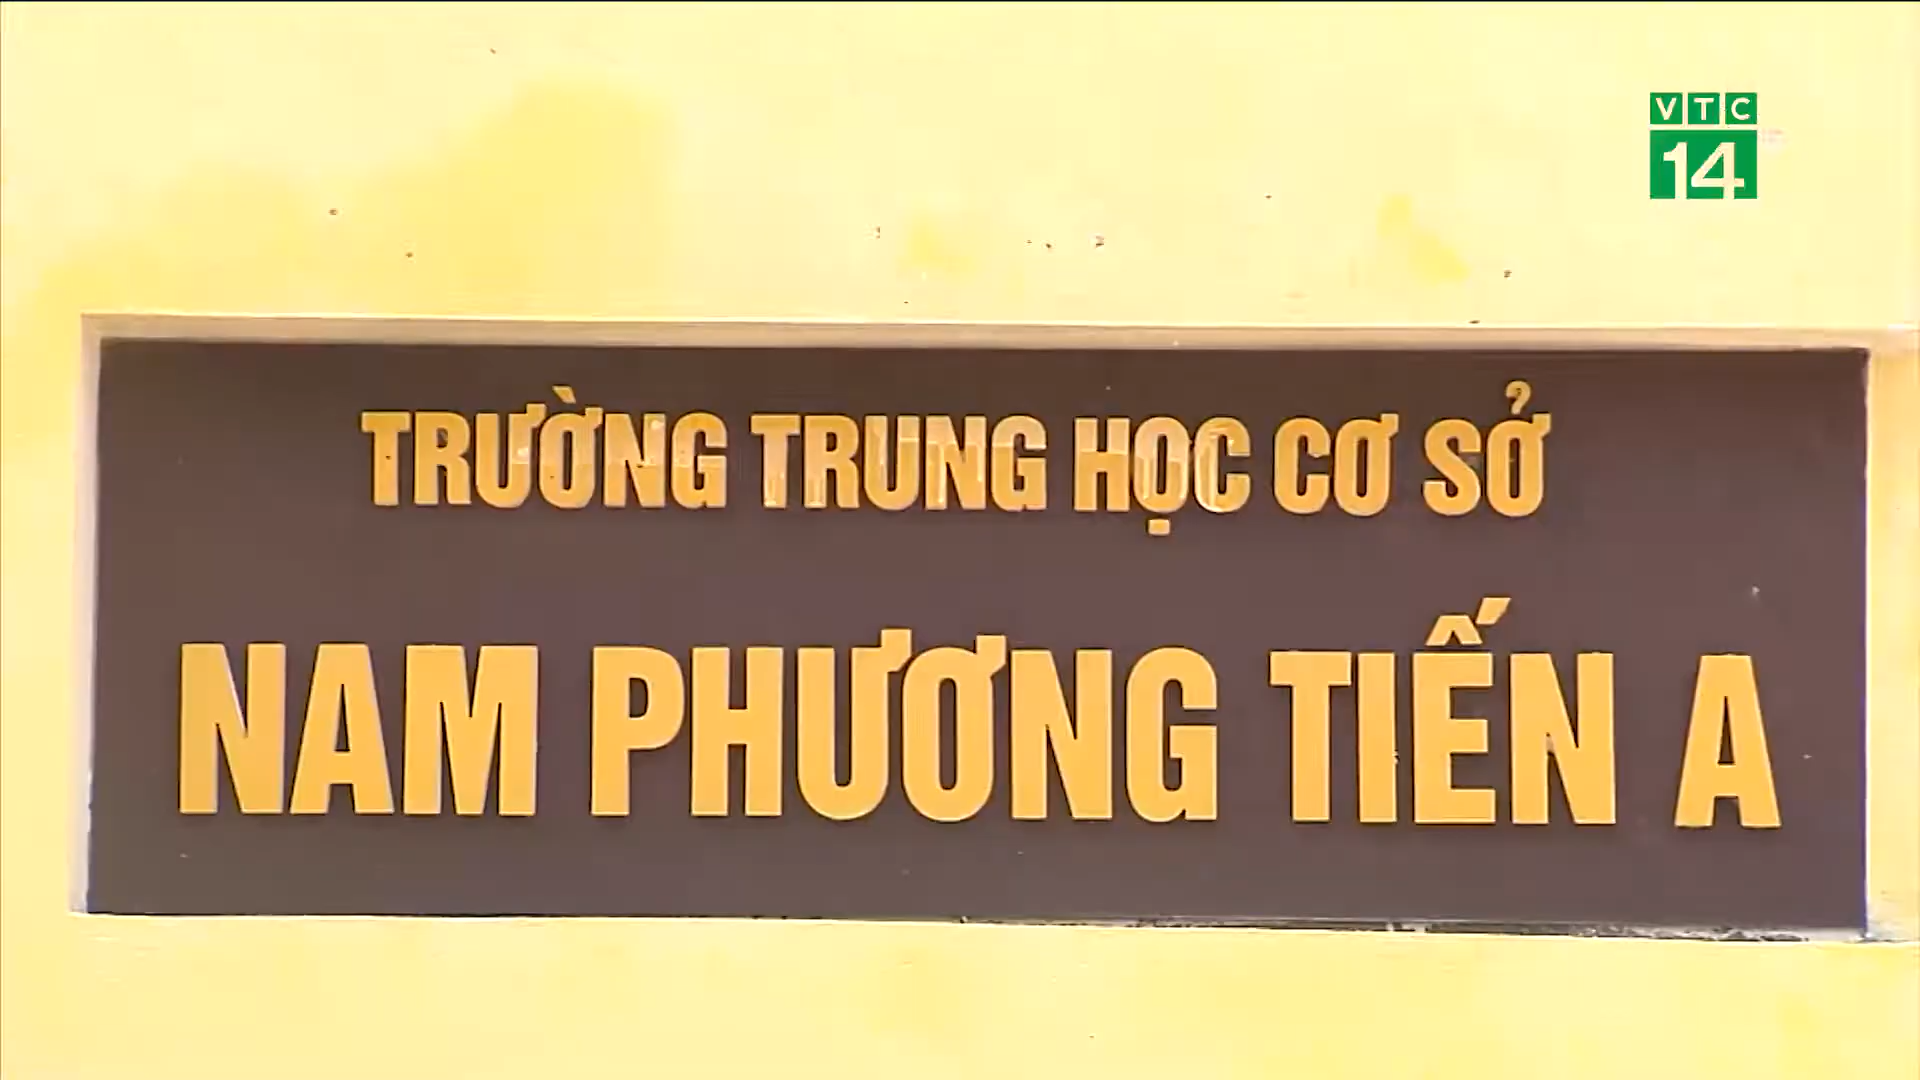 VTC
14
TRƯỜNG TRUNG HỌC CƠ SỞ
NAM PHƯƠNG TIẾN A